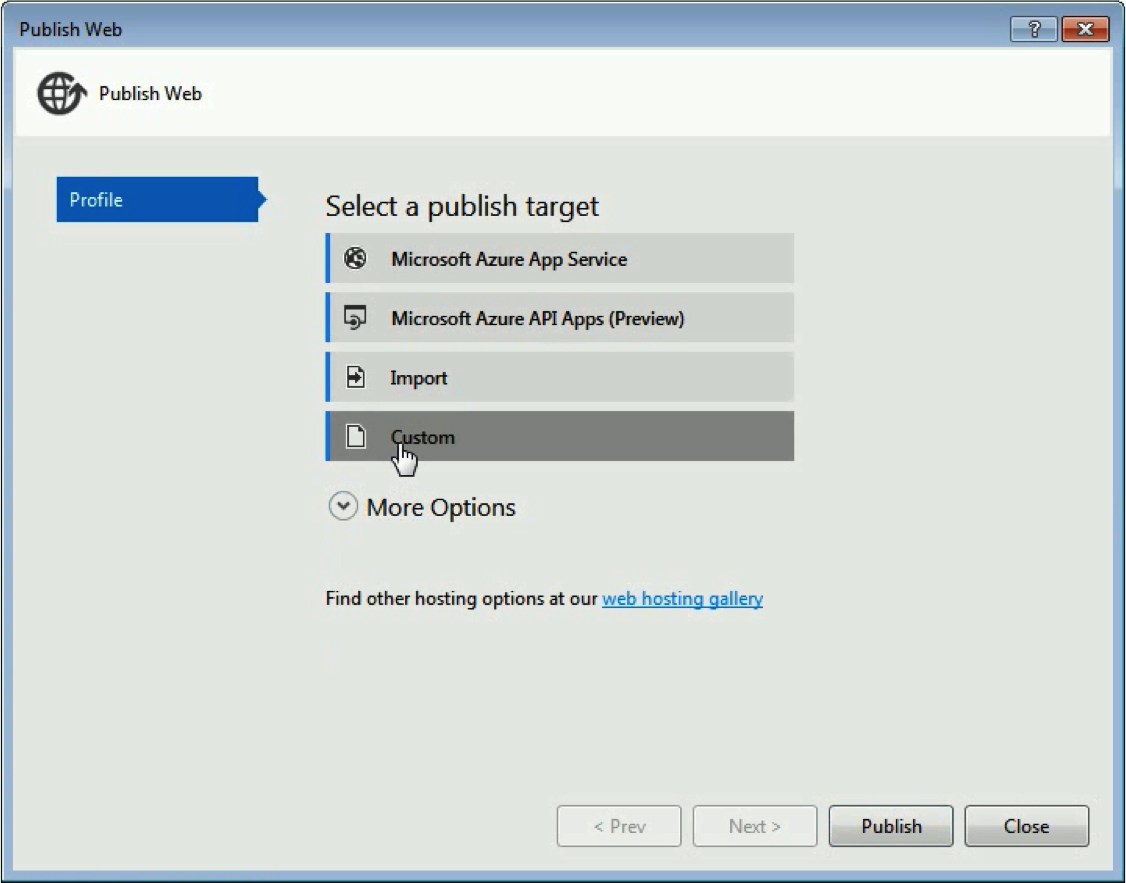 Publish Web
?
Publish Web
Profile
Select a publish target
Microsoft Azure App Service
Microsoft Azure API Apps (Preview)
Import
Custom
More Options
Find other hosting options at our web hosting gallery
< Prev
Next >
Publish
Close